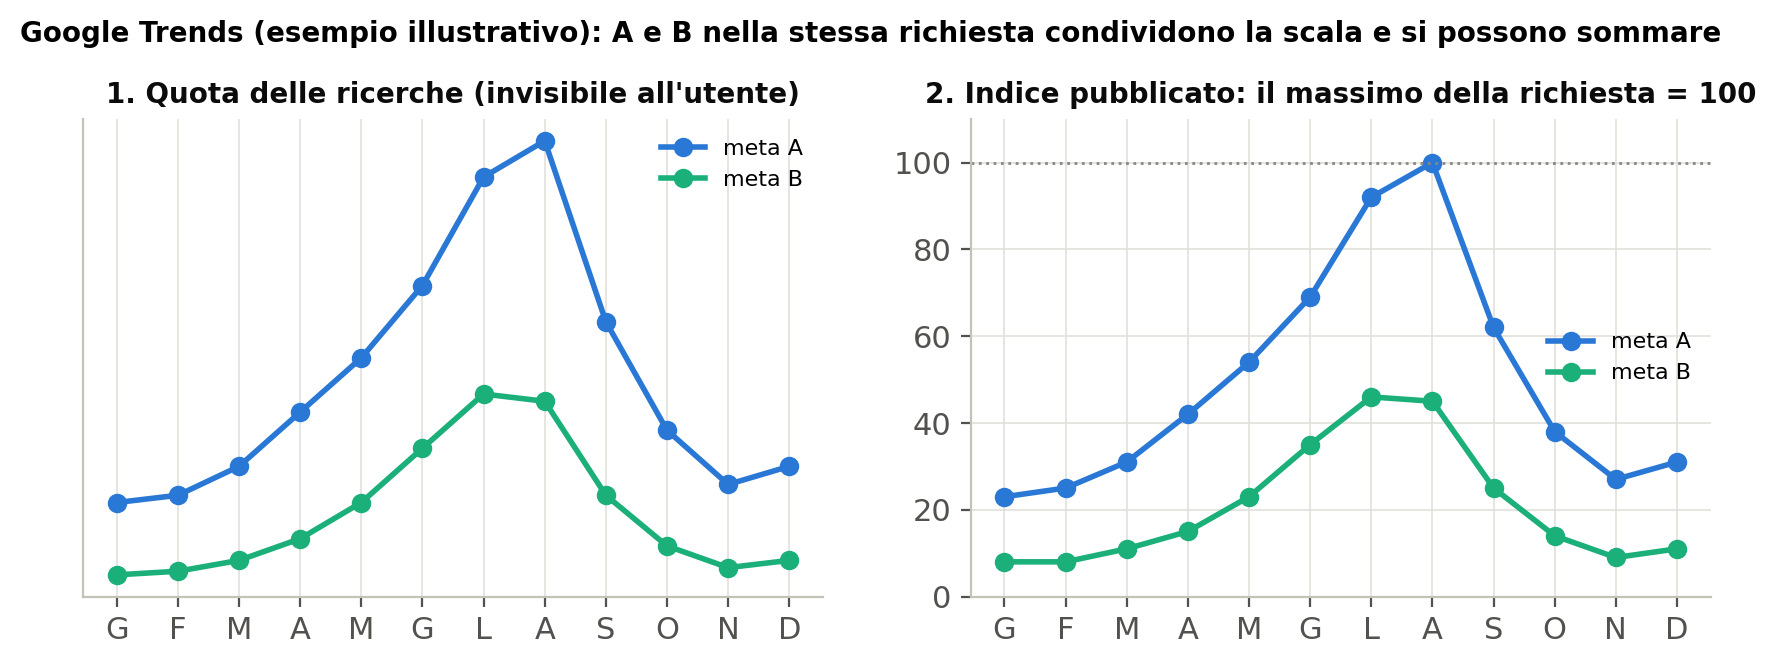 Google Trends (esempio illustrativo): A e B nella stessa richiesta condividono la scala e si possono sommare
1. Quota delle ricerche (invisibile all'utente)
meta A
meta B
G F M A M G L A S O N D
2. Indice pubblicato: il massimo della richiesta = 100
100
80
60
40
20
0
meta A
meta B
G F M A M G L A S O N D